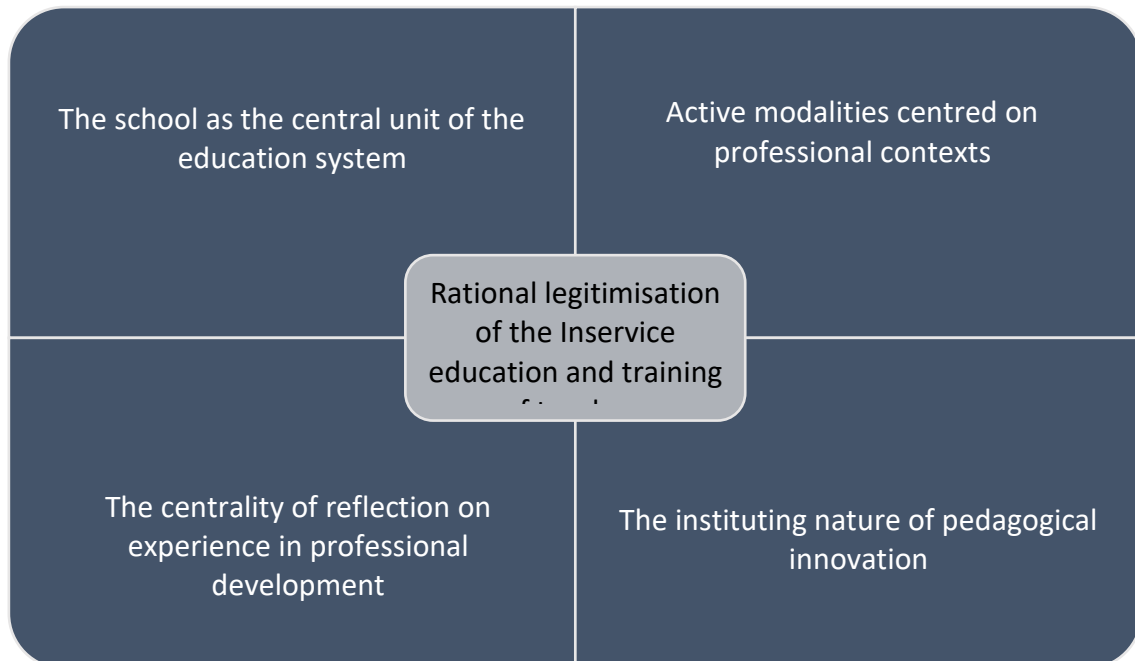 The school as the central unit of the
education system
Active modalities centred on
professional contexts
Rational legitimisation
of the Inservice
education and training
The centrality of reflection on
experience in professional
development
The instituting nature of pedagogical
innovation